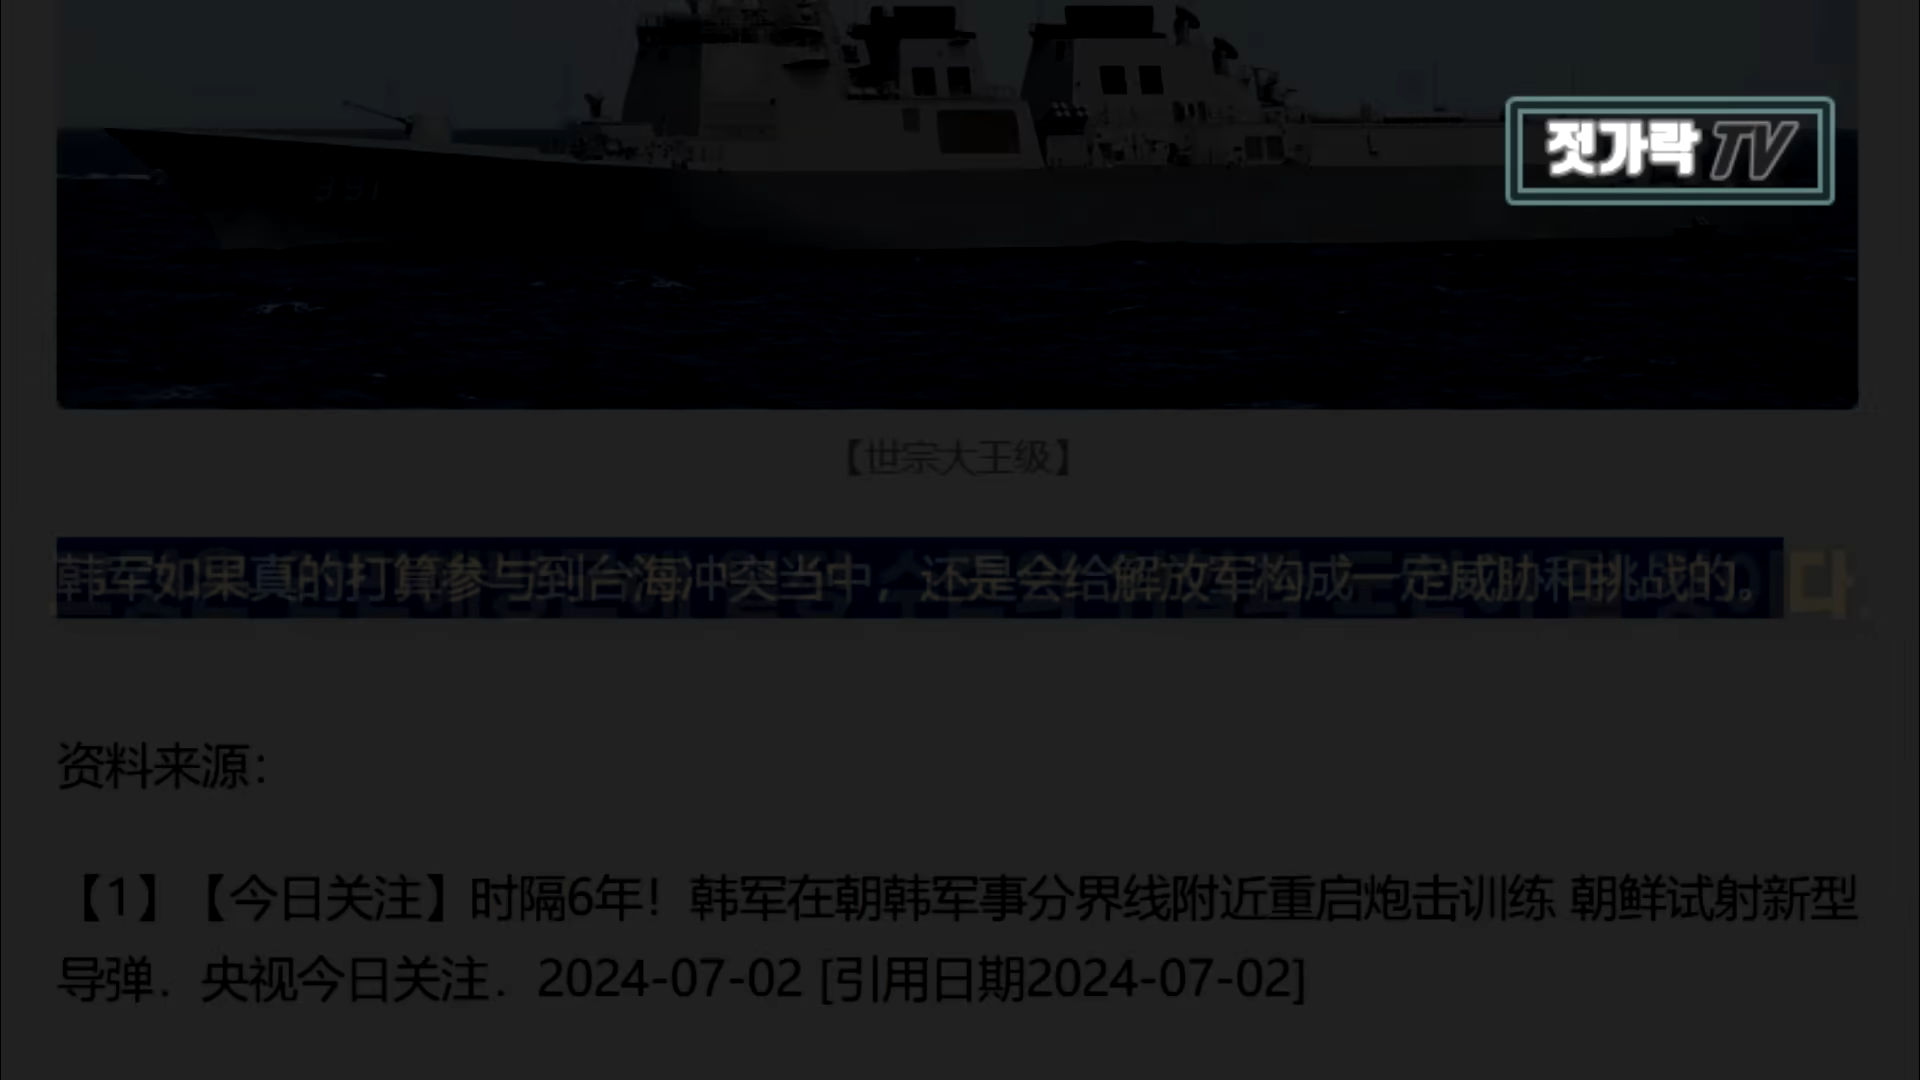 젓가락 TV
391
【世宗大王级】
韩军如果真的打算参与到台海冲突当中，还是会给解放军构成一定威胁和挑战的。
다.
资料来源：
【1】【今日关注】时隔6年！韩军在朝韩军事分界线附近重启炮击训练 朝鲜试射新型
导弹．央视今日关注．2024-07-02 [引用日期2024-07-02]